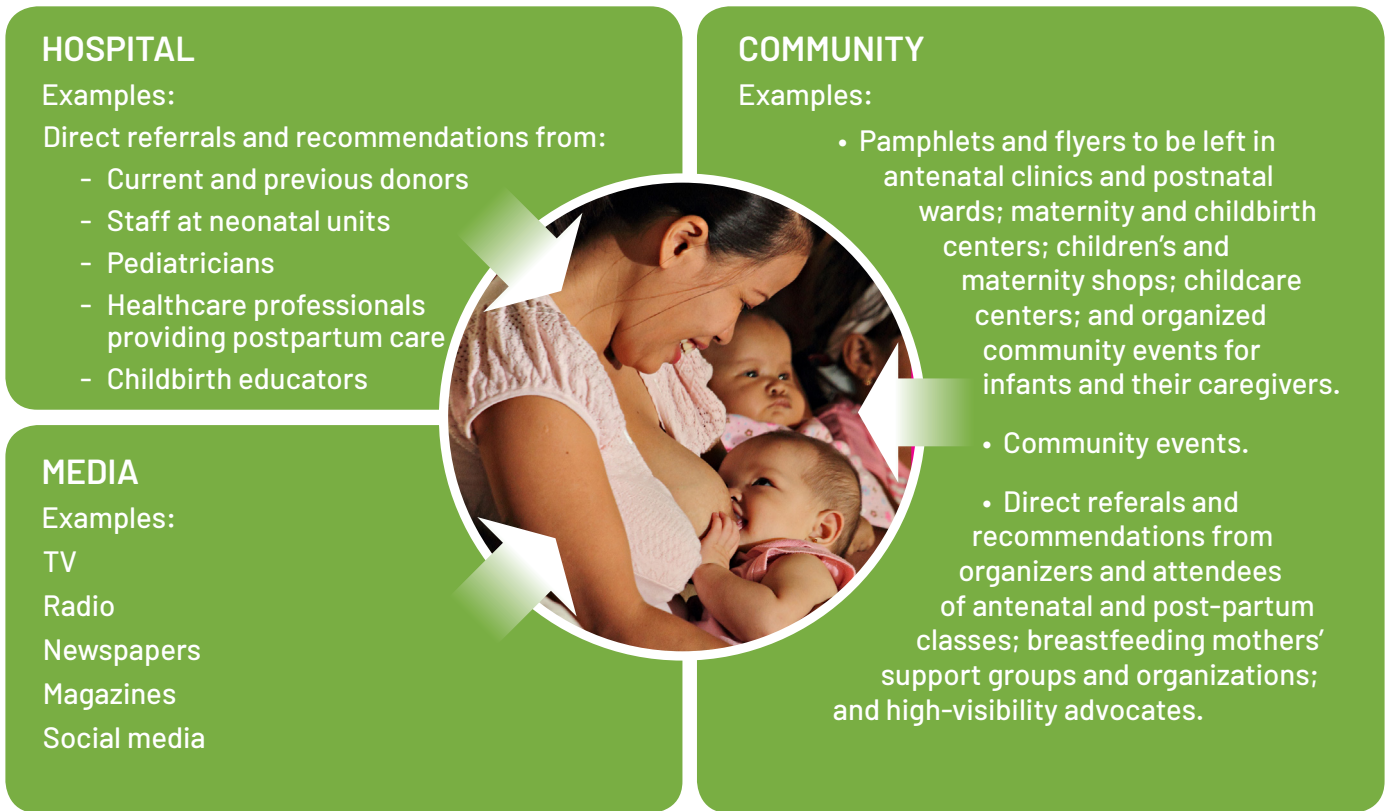 HOSPITAL
Examples:
Direct referrals and recommendations from:
- Current and previous donors
- Staff at neonatal units
- Pediatricians
- Healthcare professionals
providing postpartum care
- Childbirth educators
MEDIA
Examples:
TV
Radio
Newspapers
Magazines
Social media
COMMUNITY
Examples:
• Pamphlets and flyers to be left in
antenatal clinics and postnatal
wards; maternity and childbirth
centers; children’s and
maternity shops; childcare
centers; and organized
community events for
infants and their caregivers.
• Community events.
• Direct referrals and
recommendations from
organizers and attendees
of antenatal and post-partum
classes; breastfeeding mothers’
support groups and organizations;
and high-visibility advocates.